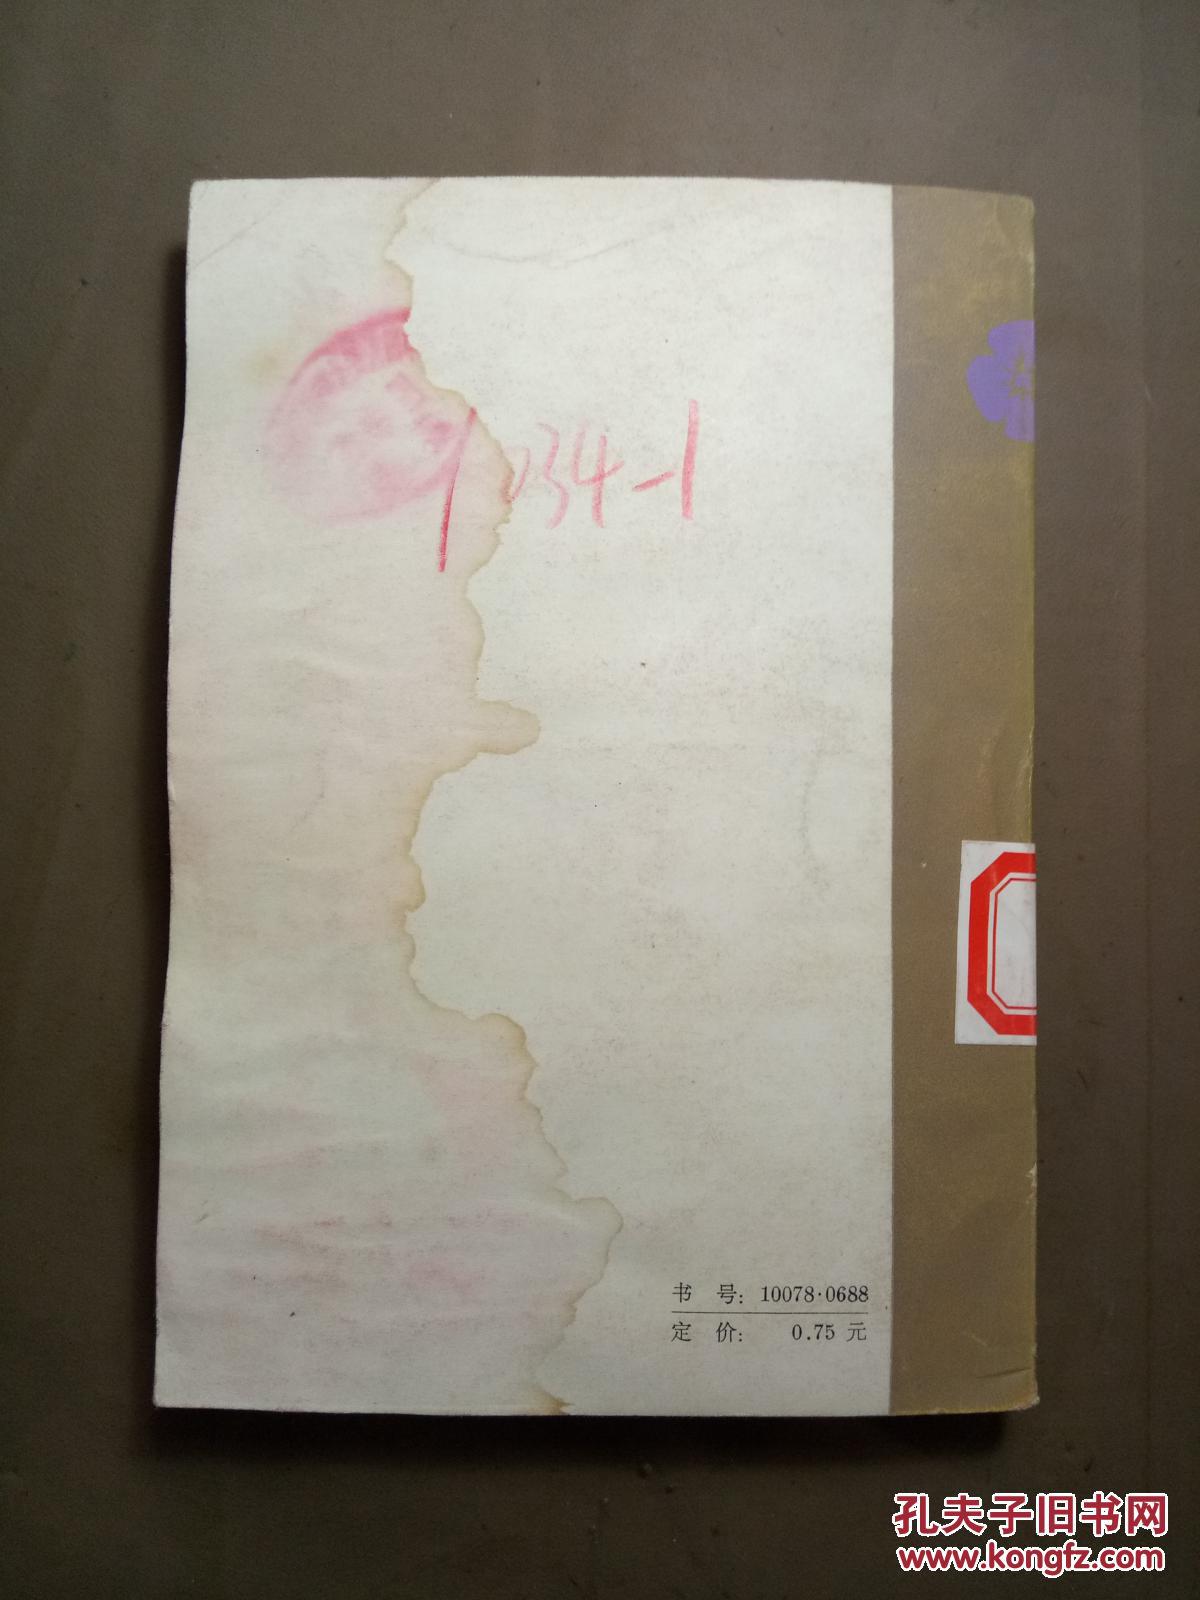 1034-1
书 号: 10078·0688
定 价: 0.75 元
孔夫子旧书网
www.kongfz.com